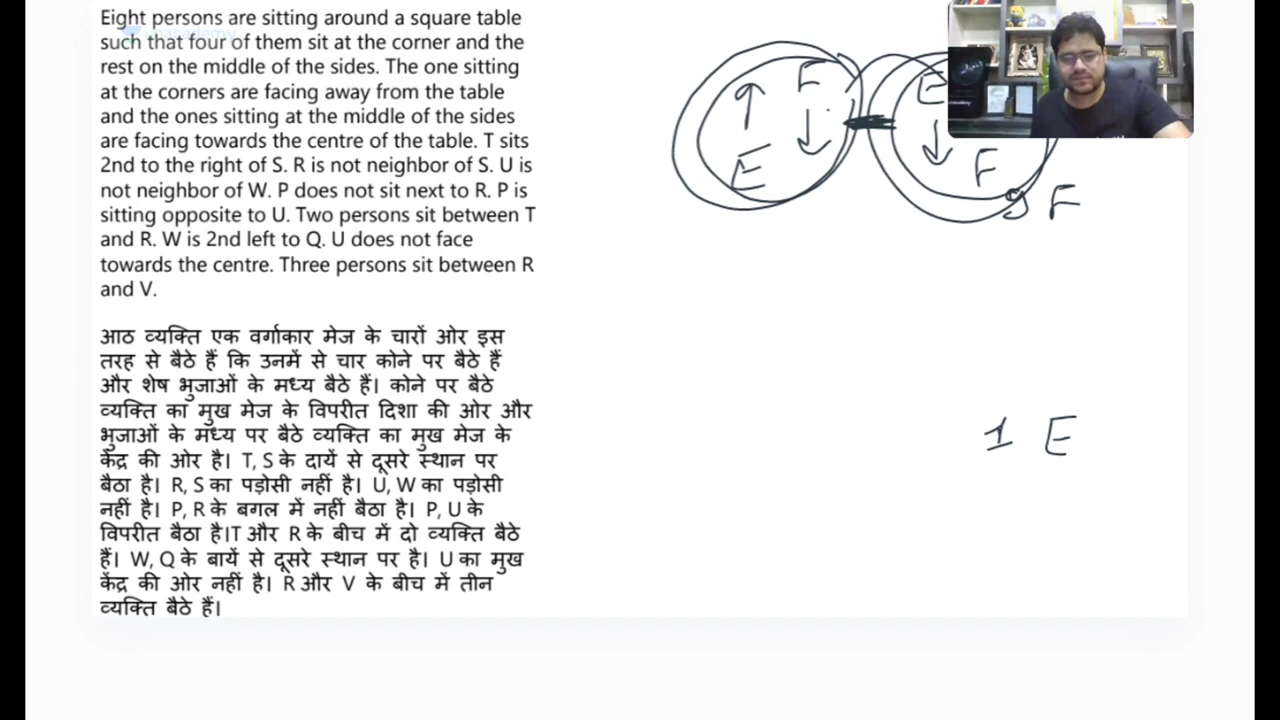 Eight persons are sitting around a square table
such that four of them sit at the corner and the
rest on the middle of the sides. The one sitting
at the corners are facing away from the table
and the ones sitting at the middle of the sides
are facing towards the centre of the table. T sits
2nd to the right of S. R is not neighbor of S. U is
not neighbor of W. P does not sit next to R. P is
sitting opposite to U. Two persons sit between T
and R. W is 2nd left to Q. U does not face
towards the centre. Three persons sit between R
and V.
आठ व्यक्ति एक वर्गाकार मेज के चारों ओर इस
तरह से बैठे हैं कि उनमें से चार कोने पर बैठे हैं
और शेष भुजाओं के मध्य बैठे हैं। कोने पर बैठे
व्यक्ति का मुख मेज के विपरीत दिशा की ओर और
भुजाओं के मध्य पर बैठे व्यक्ति का मुख मेज के
केंद्र की ओर है। T, S के दायें से दूसरे स्थान पर
बैठा है। R, S का पड़ोसी नहीं है। U, W का पड़ोसी
नहीं है। P, R के बगल में नहीं बैठा है। P, U के
विपरीत बैठा है।T और R के बीच में दो व्यक्ति बैठे
हैं। W, Q के बायें से दूसरे स्थान पर है। U का मुख
केंद्र की ओर नहीं है। R और V के बीच में तीन
व्यक्ति बैठे हैं।
F
E
E
F
F
1 E